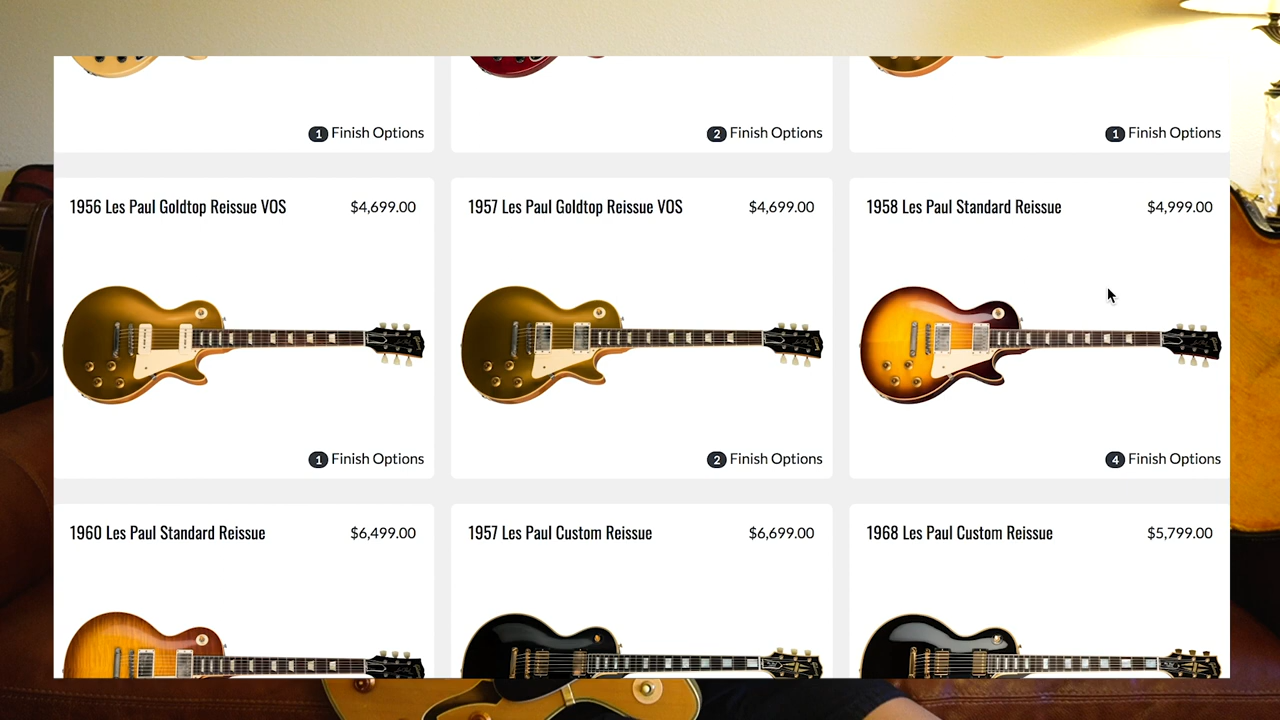 1 Finish Options
2 Finish Options
1 Finish Options
1956 Les Paul Goldtop Reissue VOS $4,699.00
1957 Les Paul Goldtop Reissue VOS $4,699.00
1958 Les Paul Standard Reissue $4,999.00
1 Finish Options
2 Finish Options
4 Finish Options
1960 Les Paul Standard Reissue $6,499.00
1957 Les Paul Custom Reissue $6,699.00
1968 Les Paul Custom Reissue $5,799.00